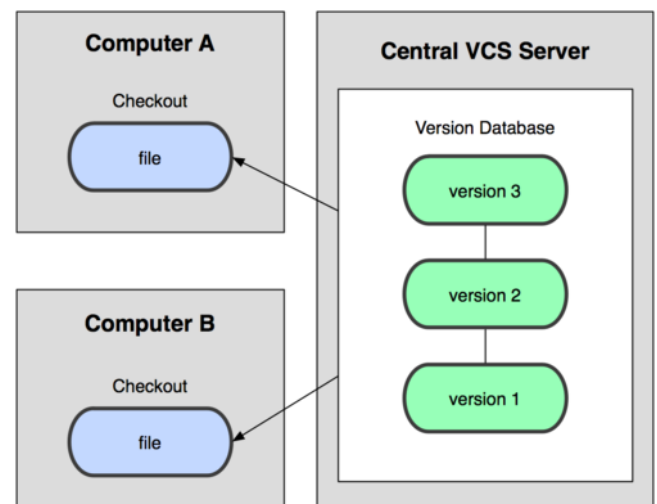 Computer A
Checkout
file
Computer B
Checkout
file
Central VCS Server
Version Database
version 3
version 2
version 1